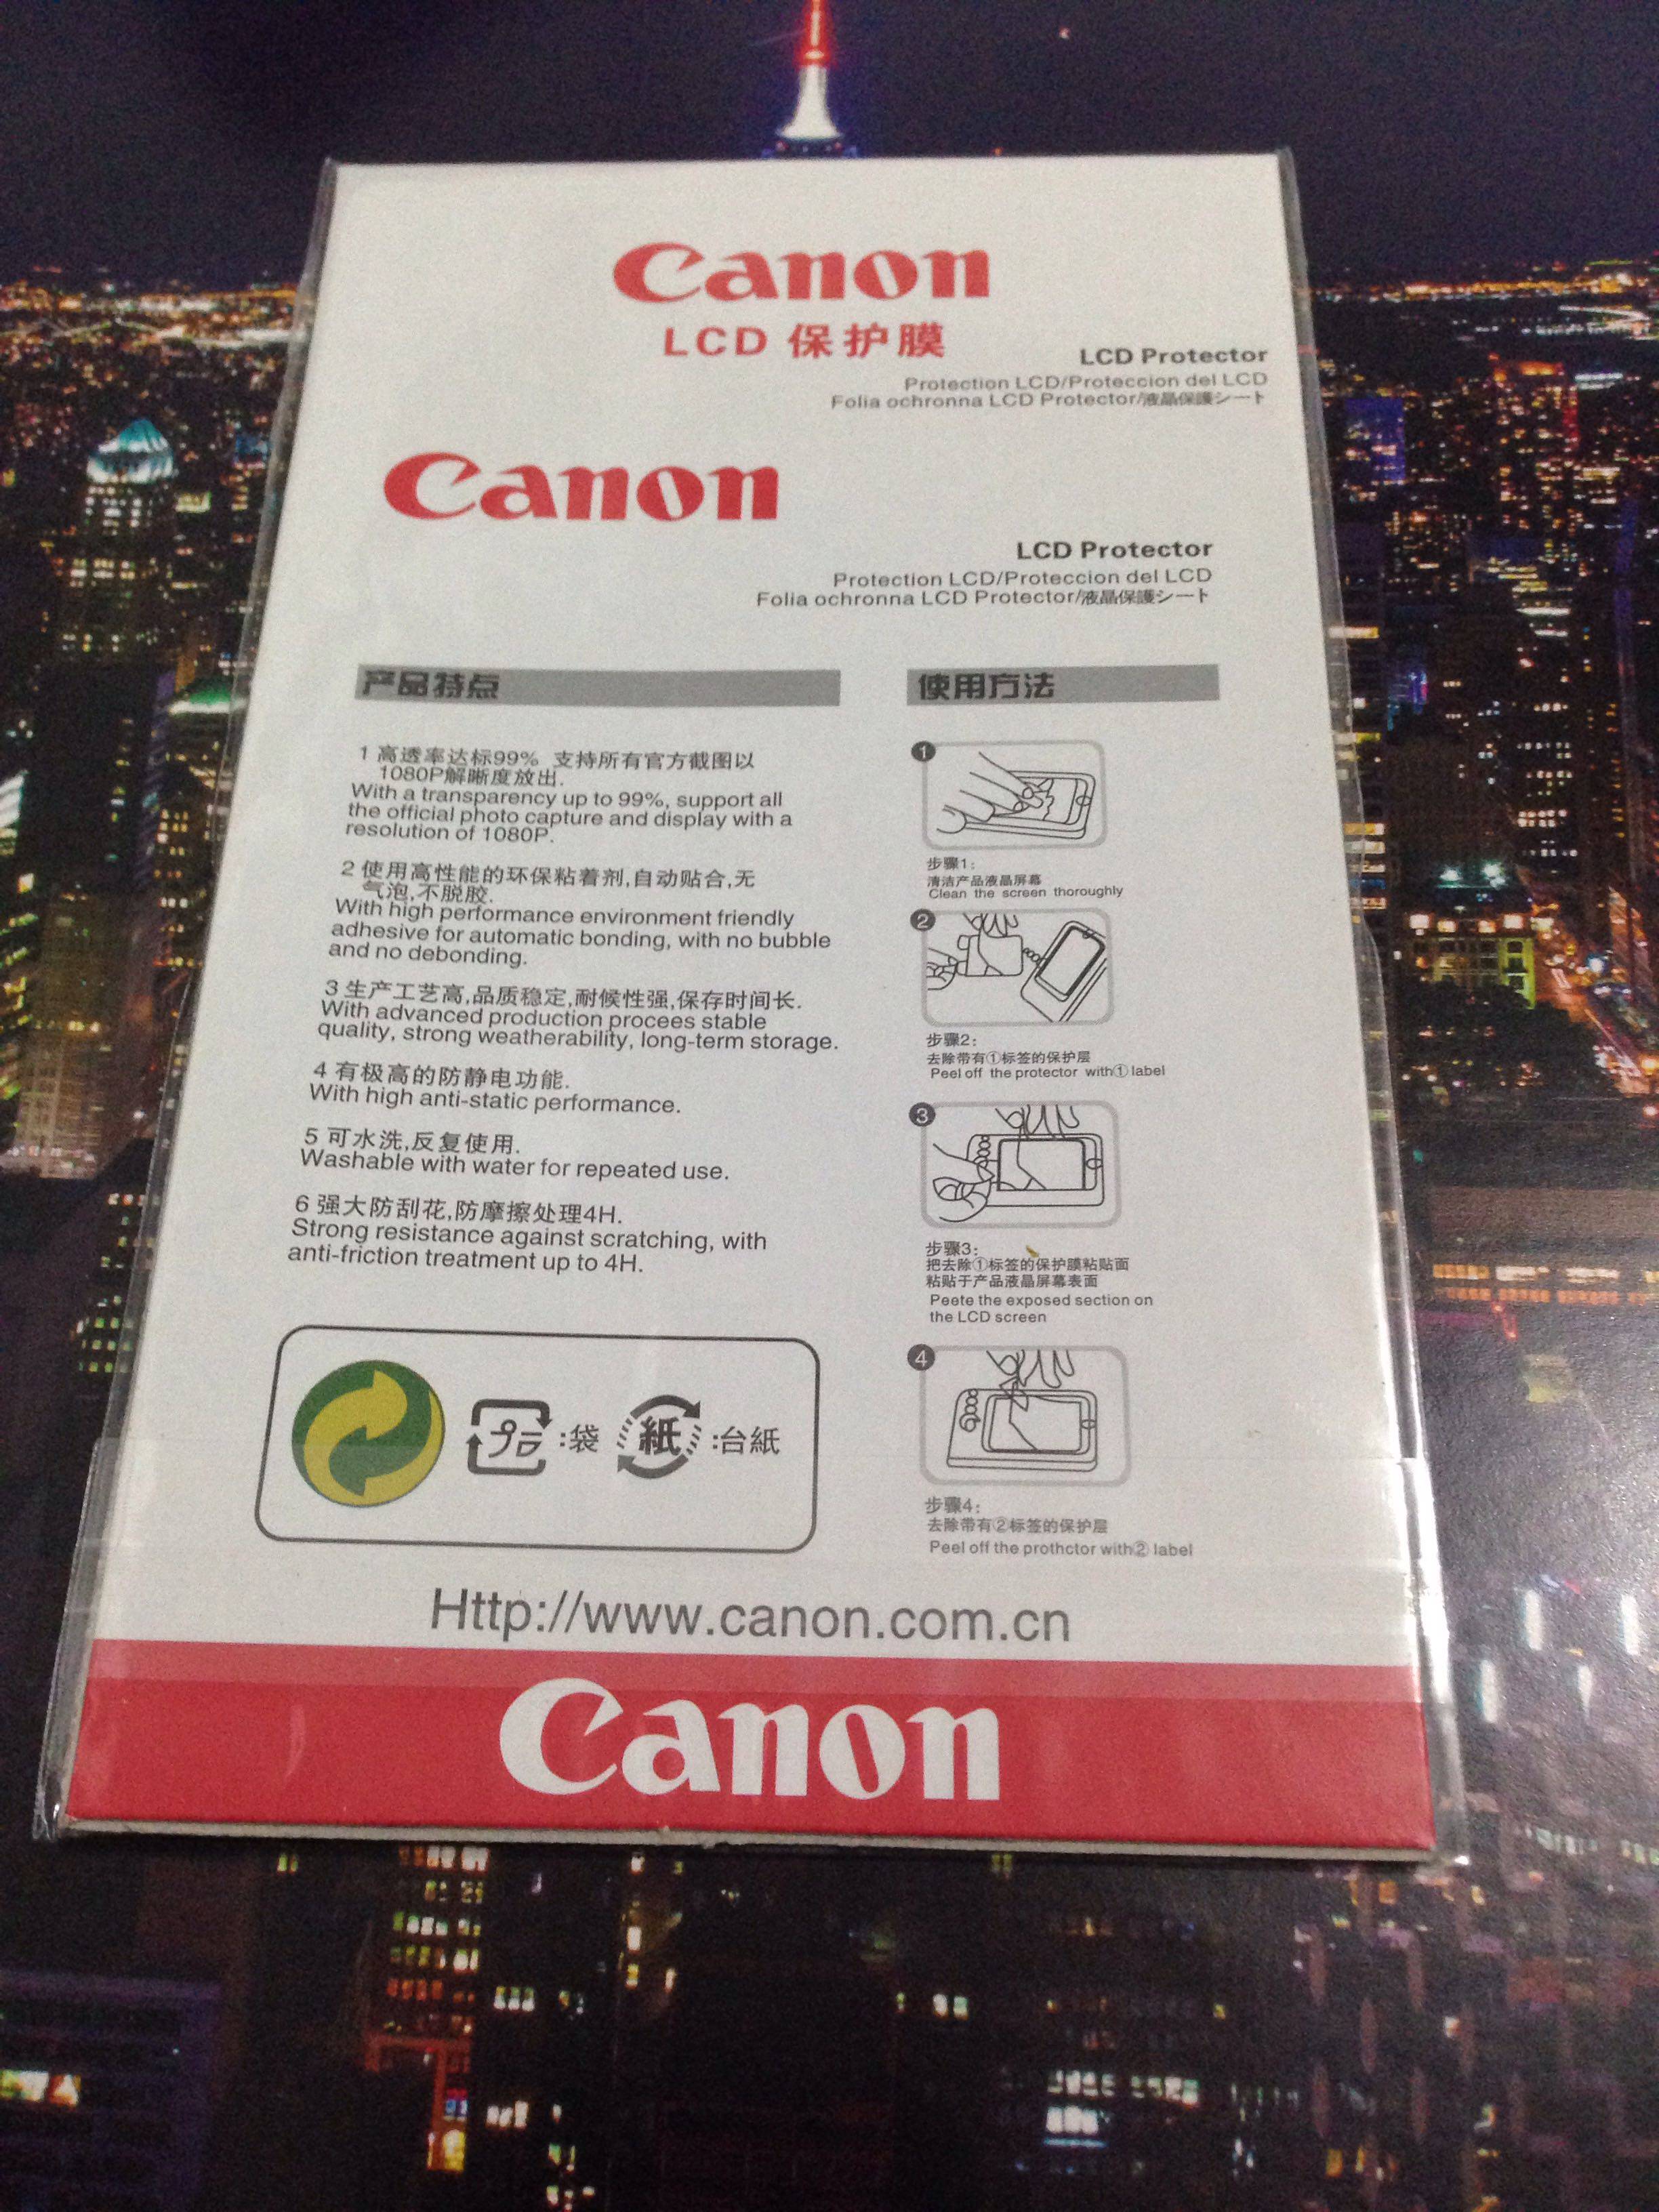 Canon
LCD 保护膜
LCD Protector
Protection LCD/Proteccion del LCD
Folia ochronna LCD Protector/液晶保護シート
Canon
LCD Protector
Protection LCD/Proteccion del LCD
Folia ochronna LCD Protector/液晶保護シート
产品特点
1 高透率达标99% 支持所有官方截图以
1080P解晰度放出.
With a transparency up to 99%, support all
the official photo capture and display with a
resolution of 1080P.
2 使用高性能的环保粘着剂,自动贴合,无
气泡,不脱胶.
With high performance environment friendly
adhesive for automatic bonding, with no bubble
and no debonding.
3 生产工艺高,品质稳定,耐候性强,保存时间长.
With advanced production procees stable
quality, strong weatherability, long-term storage.
4 有极高的防静电功能.
With high anti-static performance.
5 可水洗,反复使用.
Washable with water for repeated use.
6 强大防刮花,防摩擦处理4H.
Strong resistance against scratching, with
anti-friction treatment up to 4H.
使用方法
1
步骤1:
清洁产品液晶屏幕
Clean the screen thoroughly
2
步骤2:
去除带有①标签的保护层
Peel off the protector with① label
3
步骤3:
把去除①标签的保护膜粘贴面
粘贴于产品液晶屏幕表面
Peete the exposed section on
the LCD screen
4
步骤4:
去除带有②标签的保护层
Peel off the prothctor with② label
プラ:袋 紙:台紙
Http://www.canon.com.cn
Canon